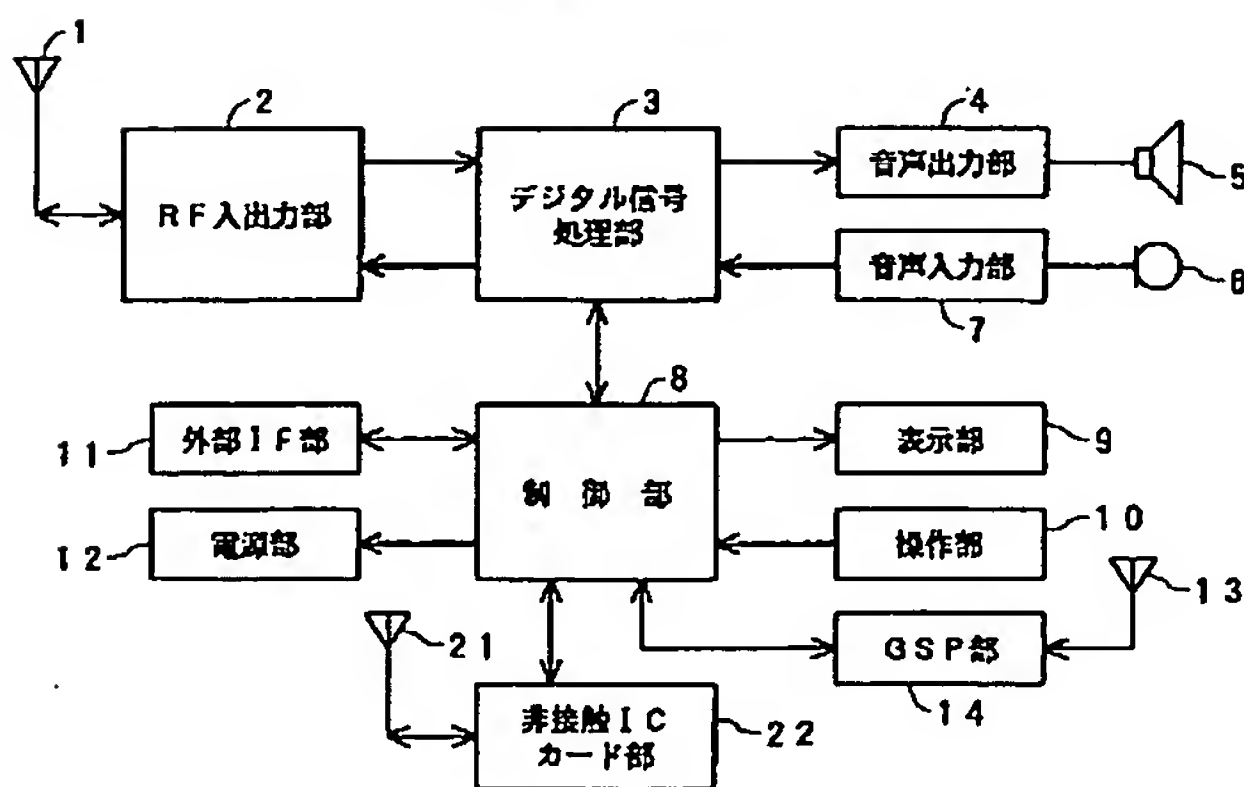 1
2
3
4
RF入出力部
デジタル信号
処理部
音声出力部
5
音声入力部
6
7
8
11
外部IF部
制御部
表示部
9
12
電源部
操作部
10
13
21
GSP部
14
非接触IC
カード部
22